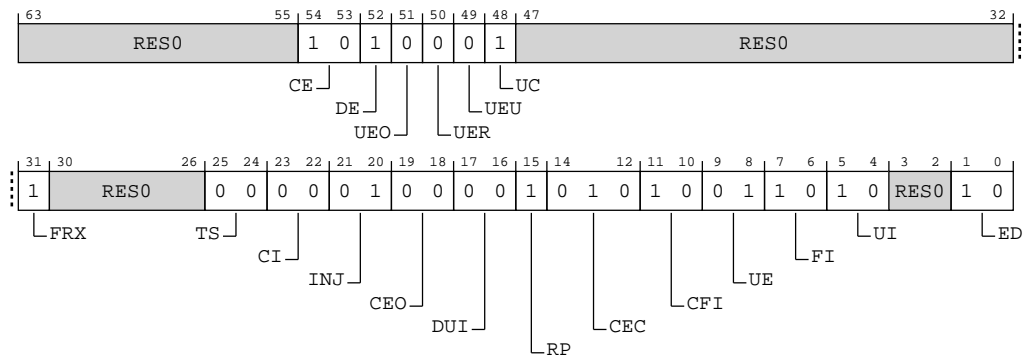 63 55 54 53 52 51 50 49 48 47 32
RES0 1 0 1 0 0 0 1 RES0
CE UC
DE UEU
UEO UER
31 30 26 25 24 23 22 21 20 19 18 17 16 15 14 12 11 10 9 8 7 6 5 4 3 2 1 0
1 RES0 0 0 0 0 0 1 0 0 0 0 1 0 1 0 1 0 0 1 1 0 1 0 RES0 1 0
FRX TS UI ED
CI FI
INJ UE
CEO CFI
DUI CEC
RP